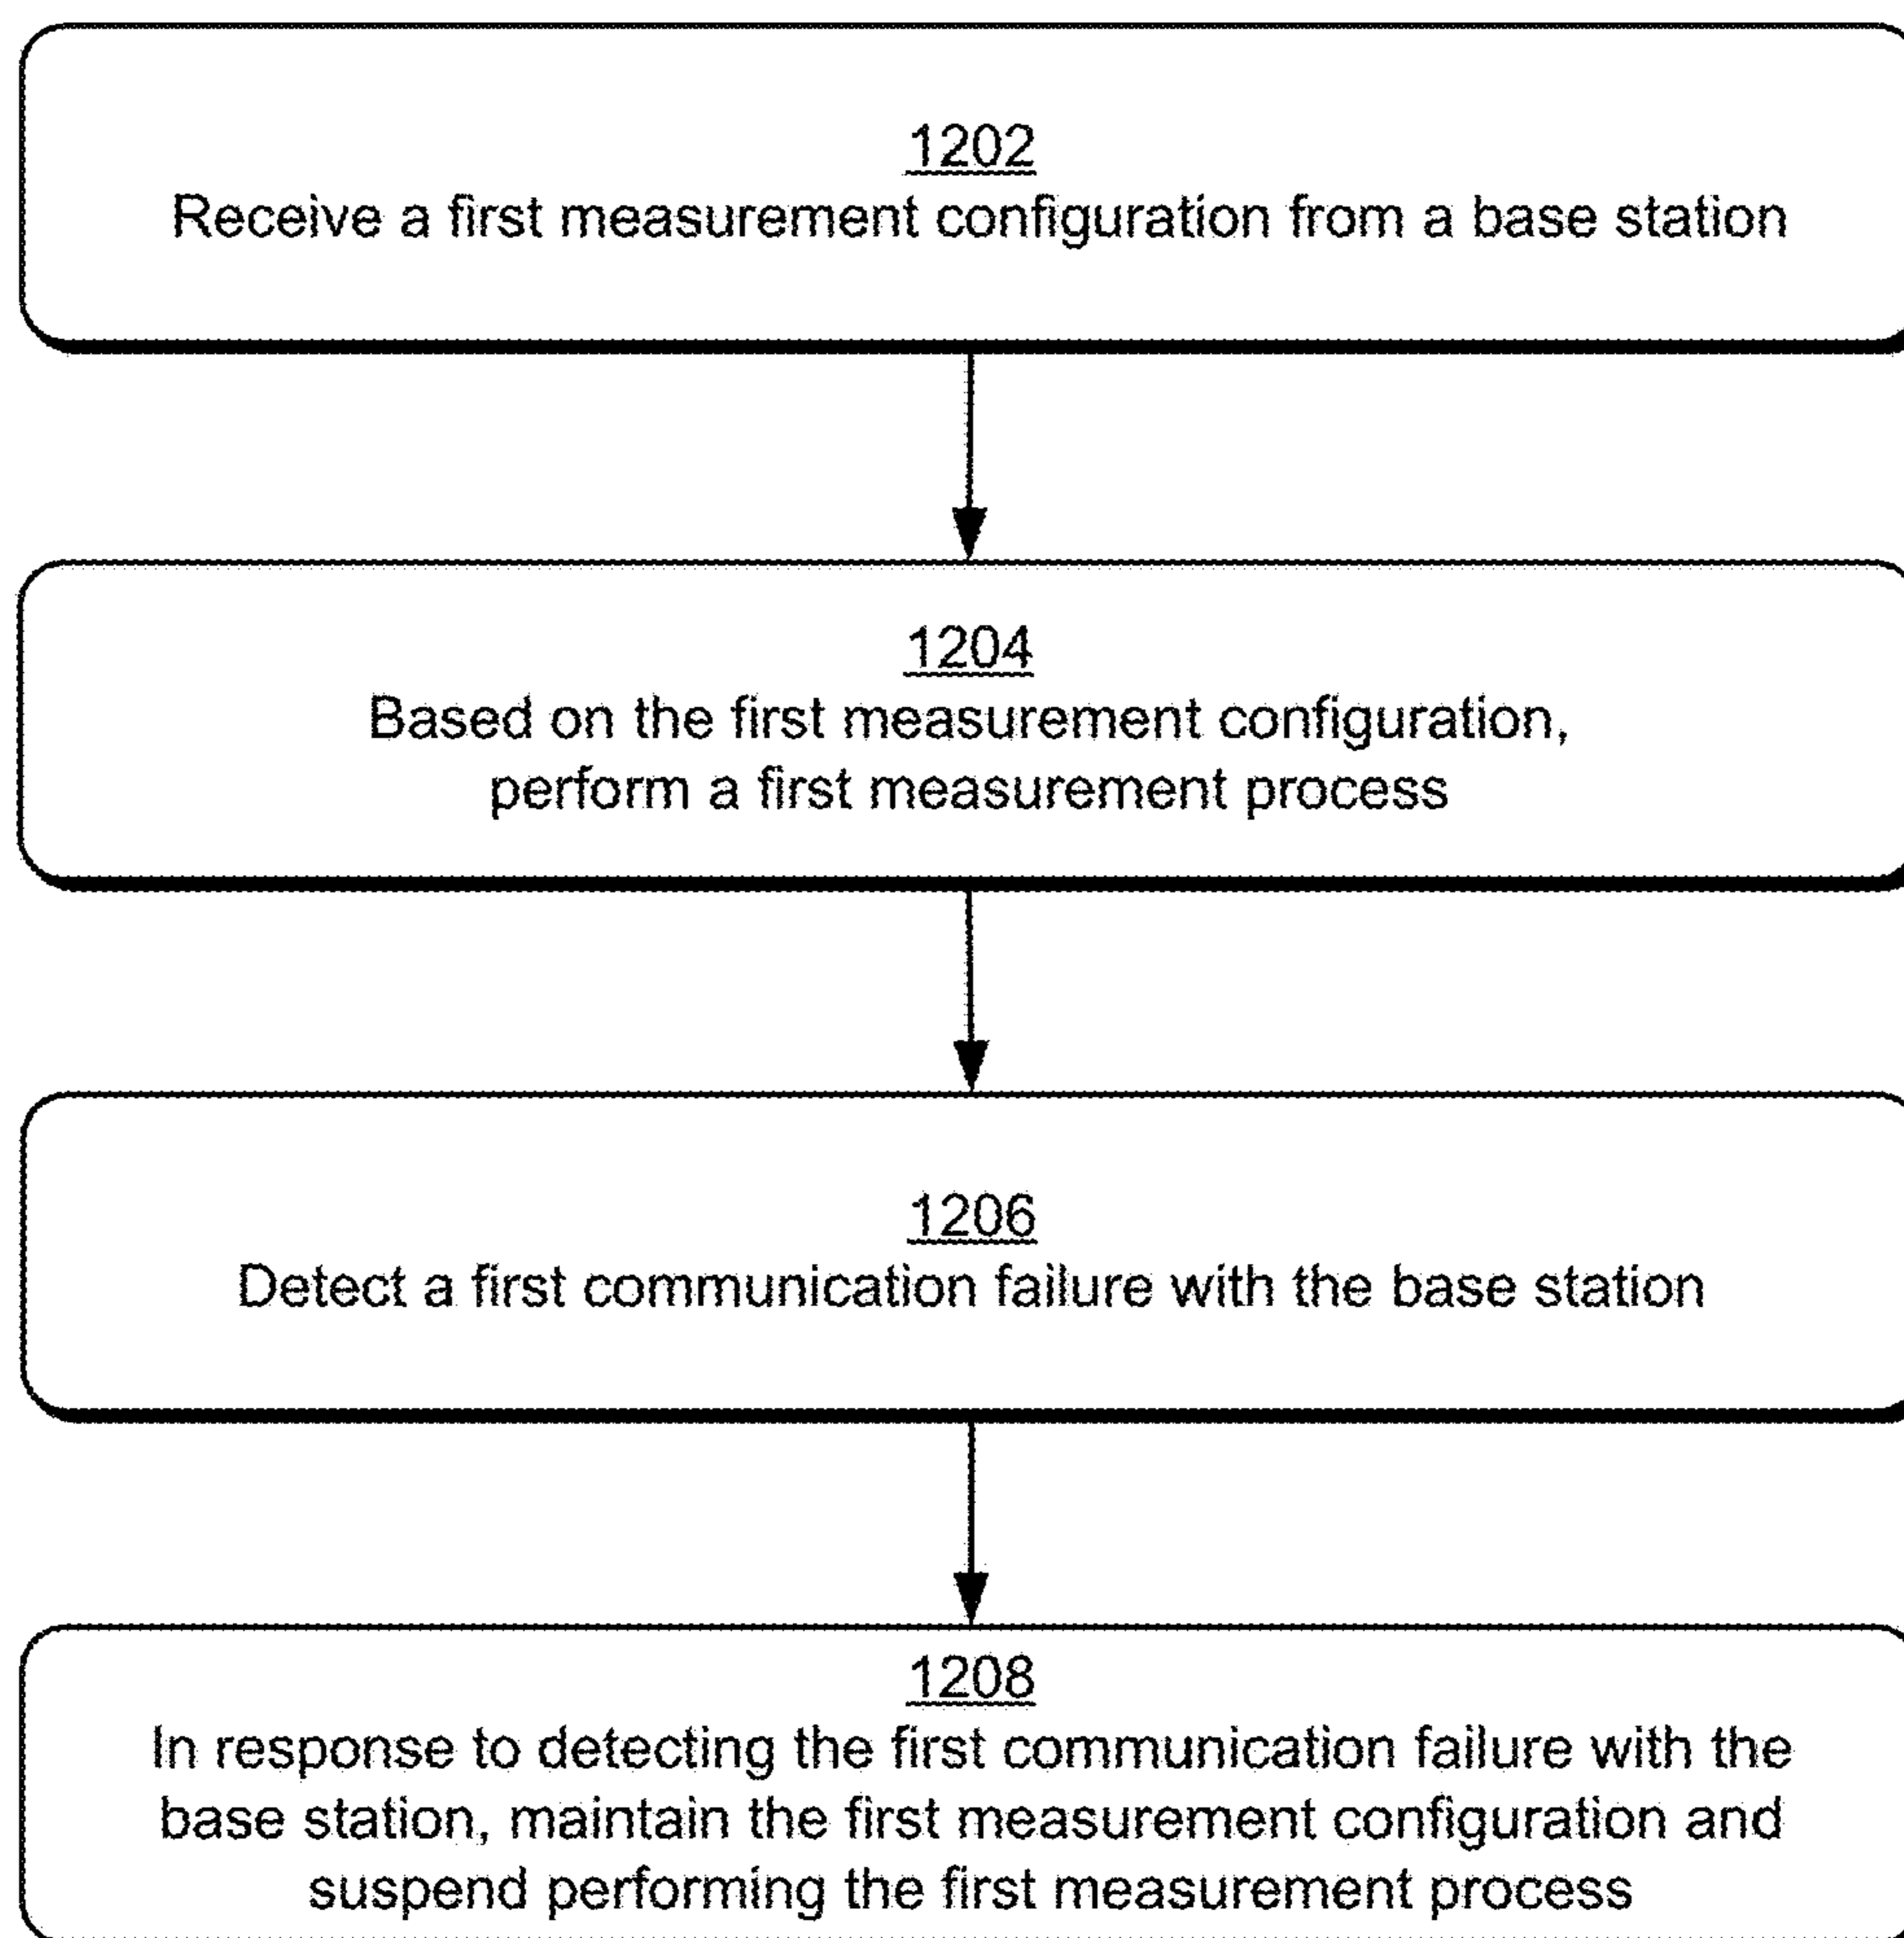 1202
Receive a first measurement configuration from a base station
1204
Based on the first measurement configuration,
perform a first measurement process
1206
Detect a first communication failure with the base station
1208
In response to detecting the first communication failure with the
base station, maintain the first measurement configuration and
suspend performing the first measurement process